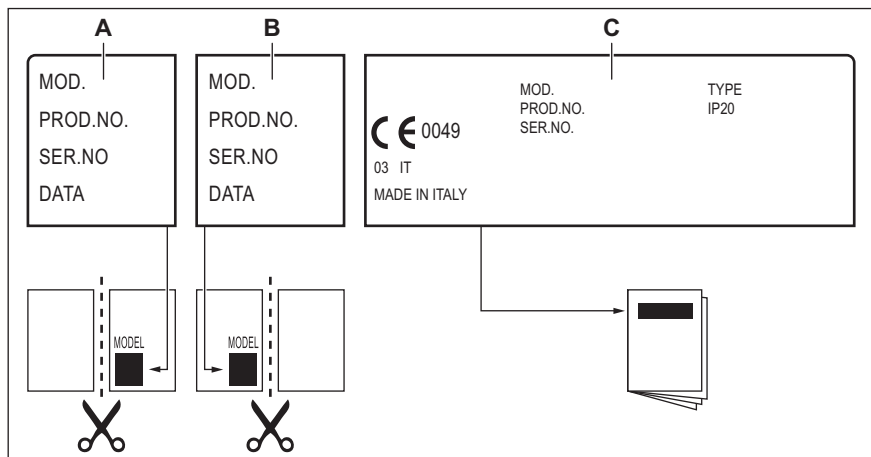 A
B
C
MOD.
PROD.NO.
SER.NO
DATA
MOD.
PROD.NO.
SER.NO
DATA
MOD.
PROD.NO.
SER.NO.
TYPE
IP20
CE 0049
03 IT
MADE IN ITALY
MODEL
MODEL